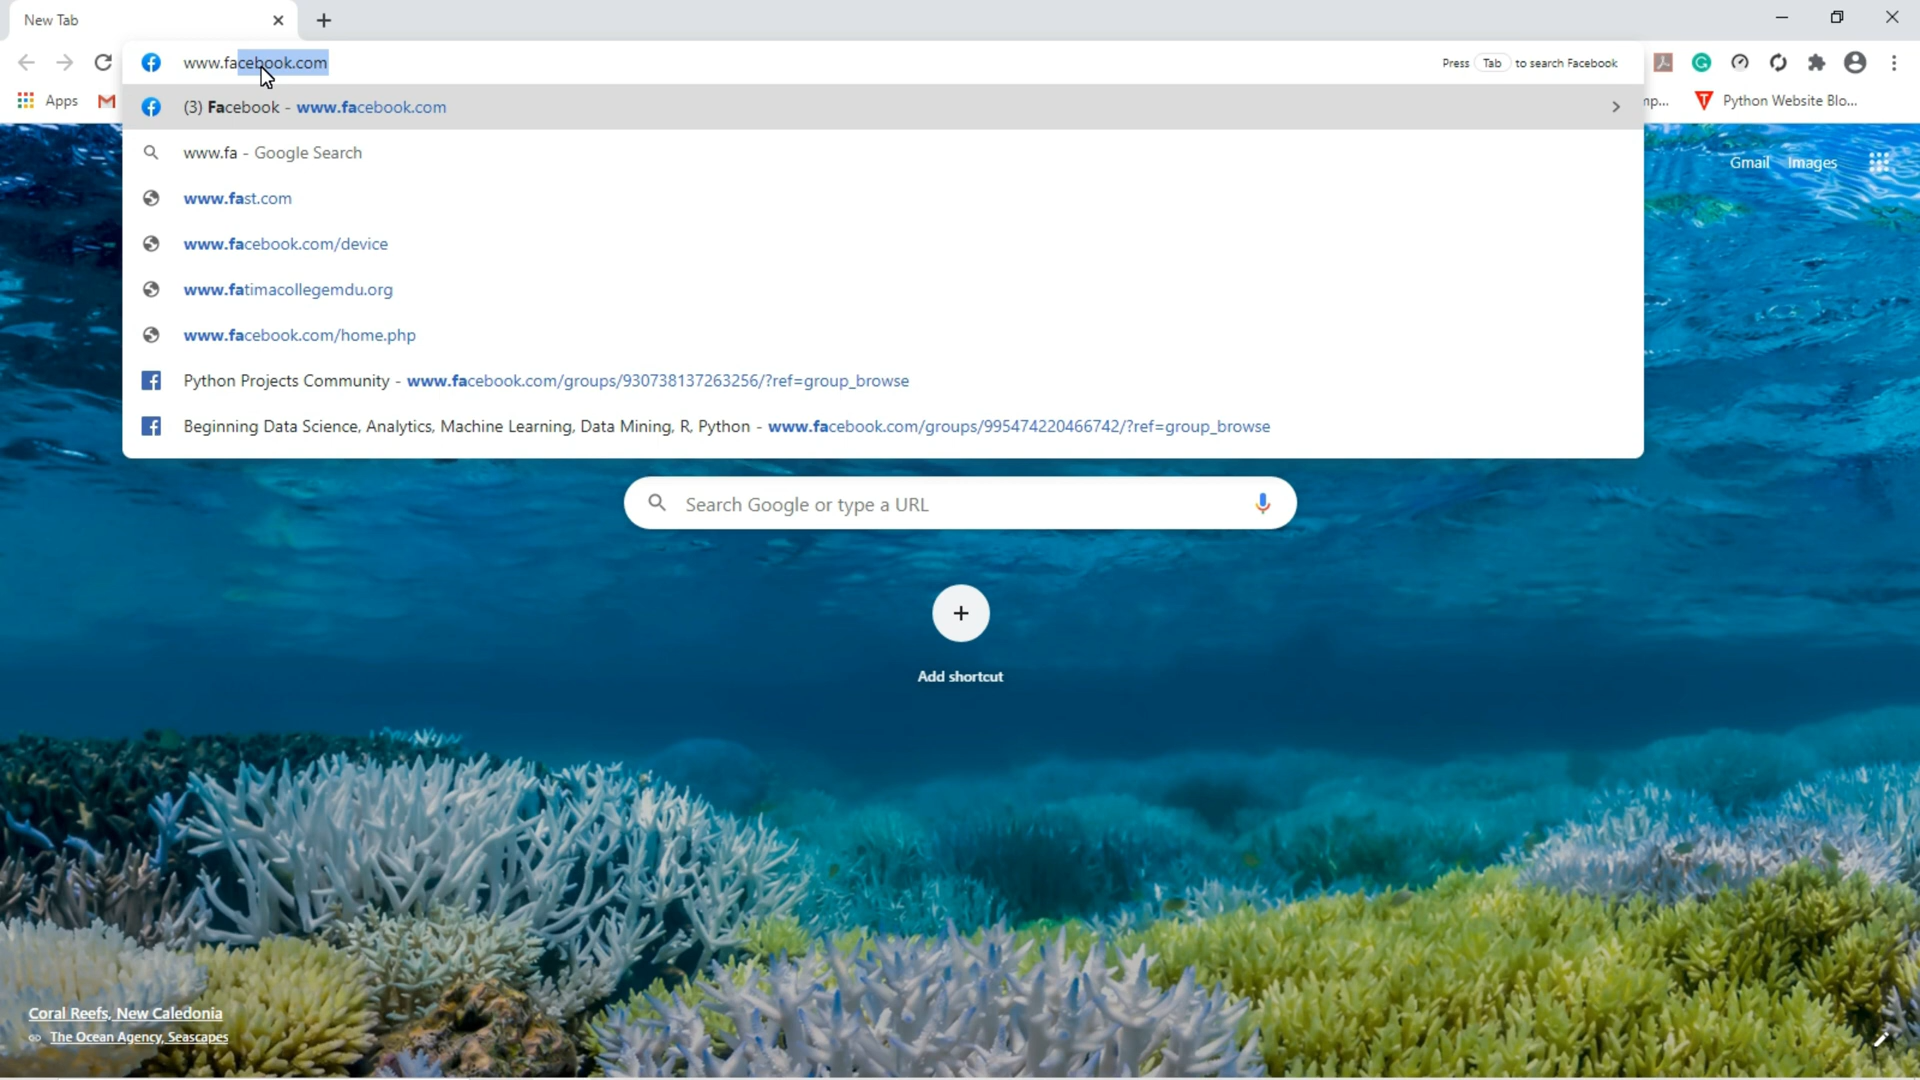 New Tab
www.facebook.com
Press Tab to search Facebook
Apps
mp...
Python Website Blo...
(3) Facebook - www.facebook.com
www.fa - Google Search
www.fast.com
www.facebook.com/device
www.fatimacollegemdu.org
www.facebook.com/home.php
Python Projects Community - www.facebook.com/groups/930738137263256/?ref=group_browse
Beginning Data Science, Analytics, Machine Learning, Data Mining, R, Python - www.facebook.com/groups/995474220466742/?ref=group_browse
Gmail Images
Search Google or type a URL
Add shortcut
Coral Reefs, New Caledonia
The Ocean Agency, Seascapes